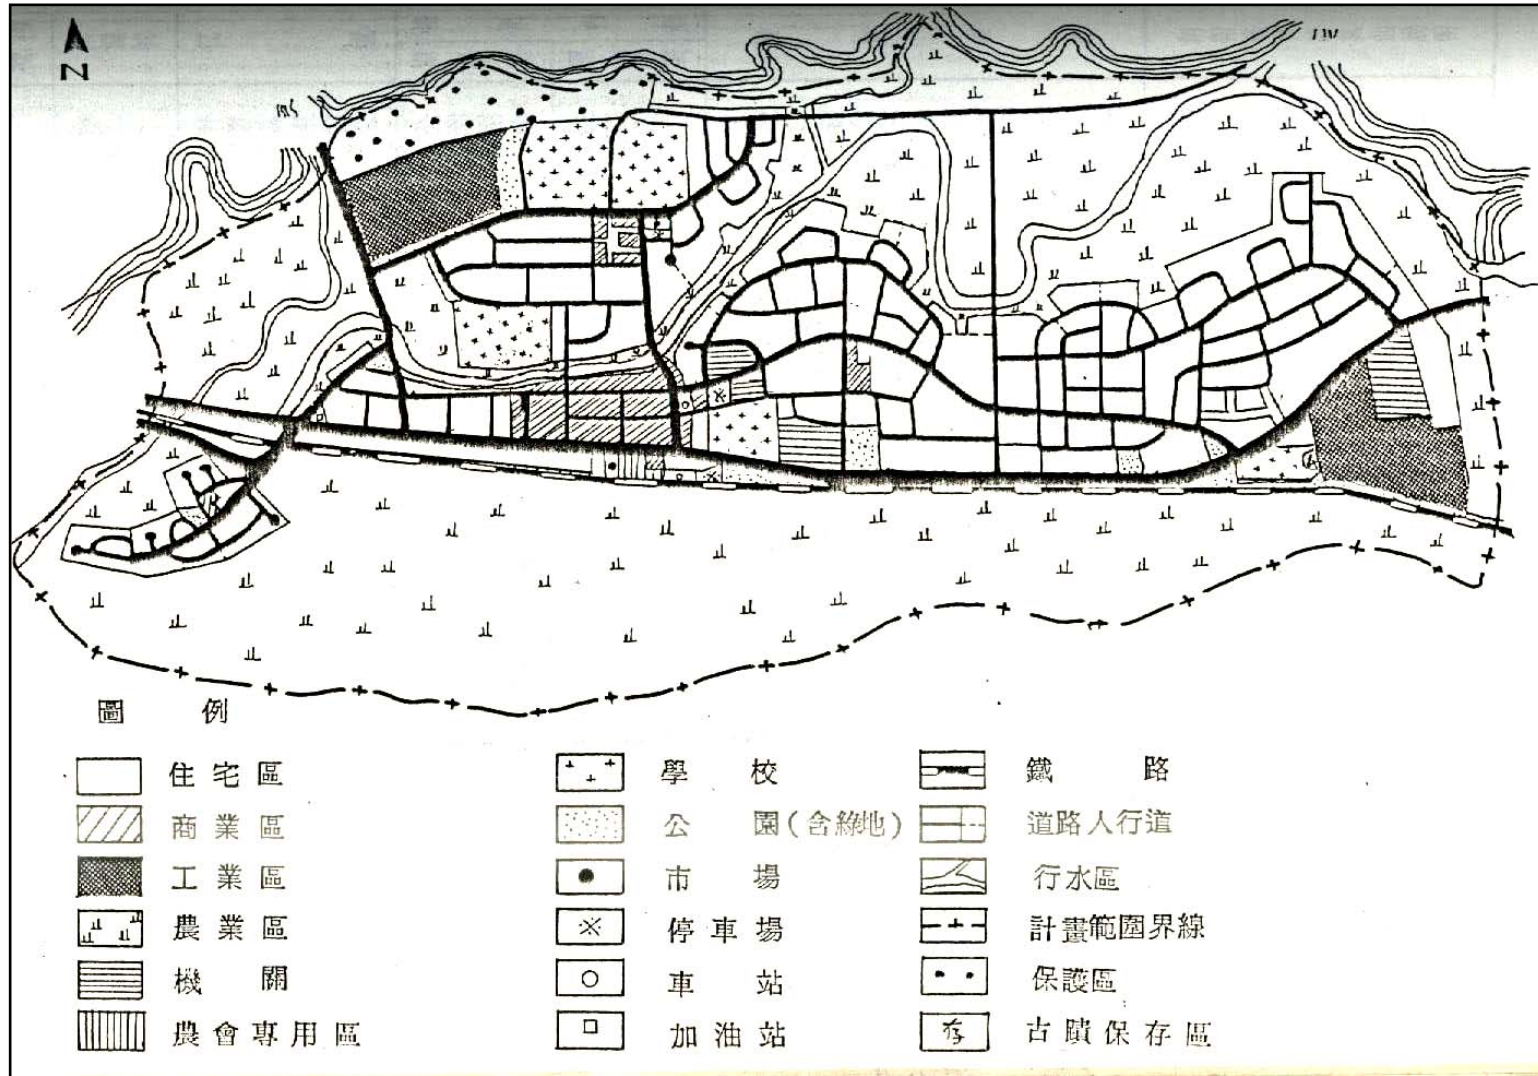 N
圖 例
住宅區
商業區
工業區
農業區
機關
農會專用區
學校
公園(含綠地)
市場
停車場
車站
加油站
鐵路
道路人行道
行水區
計畫範圍界線
保護區
存
古蹟保存區